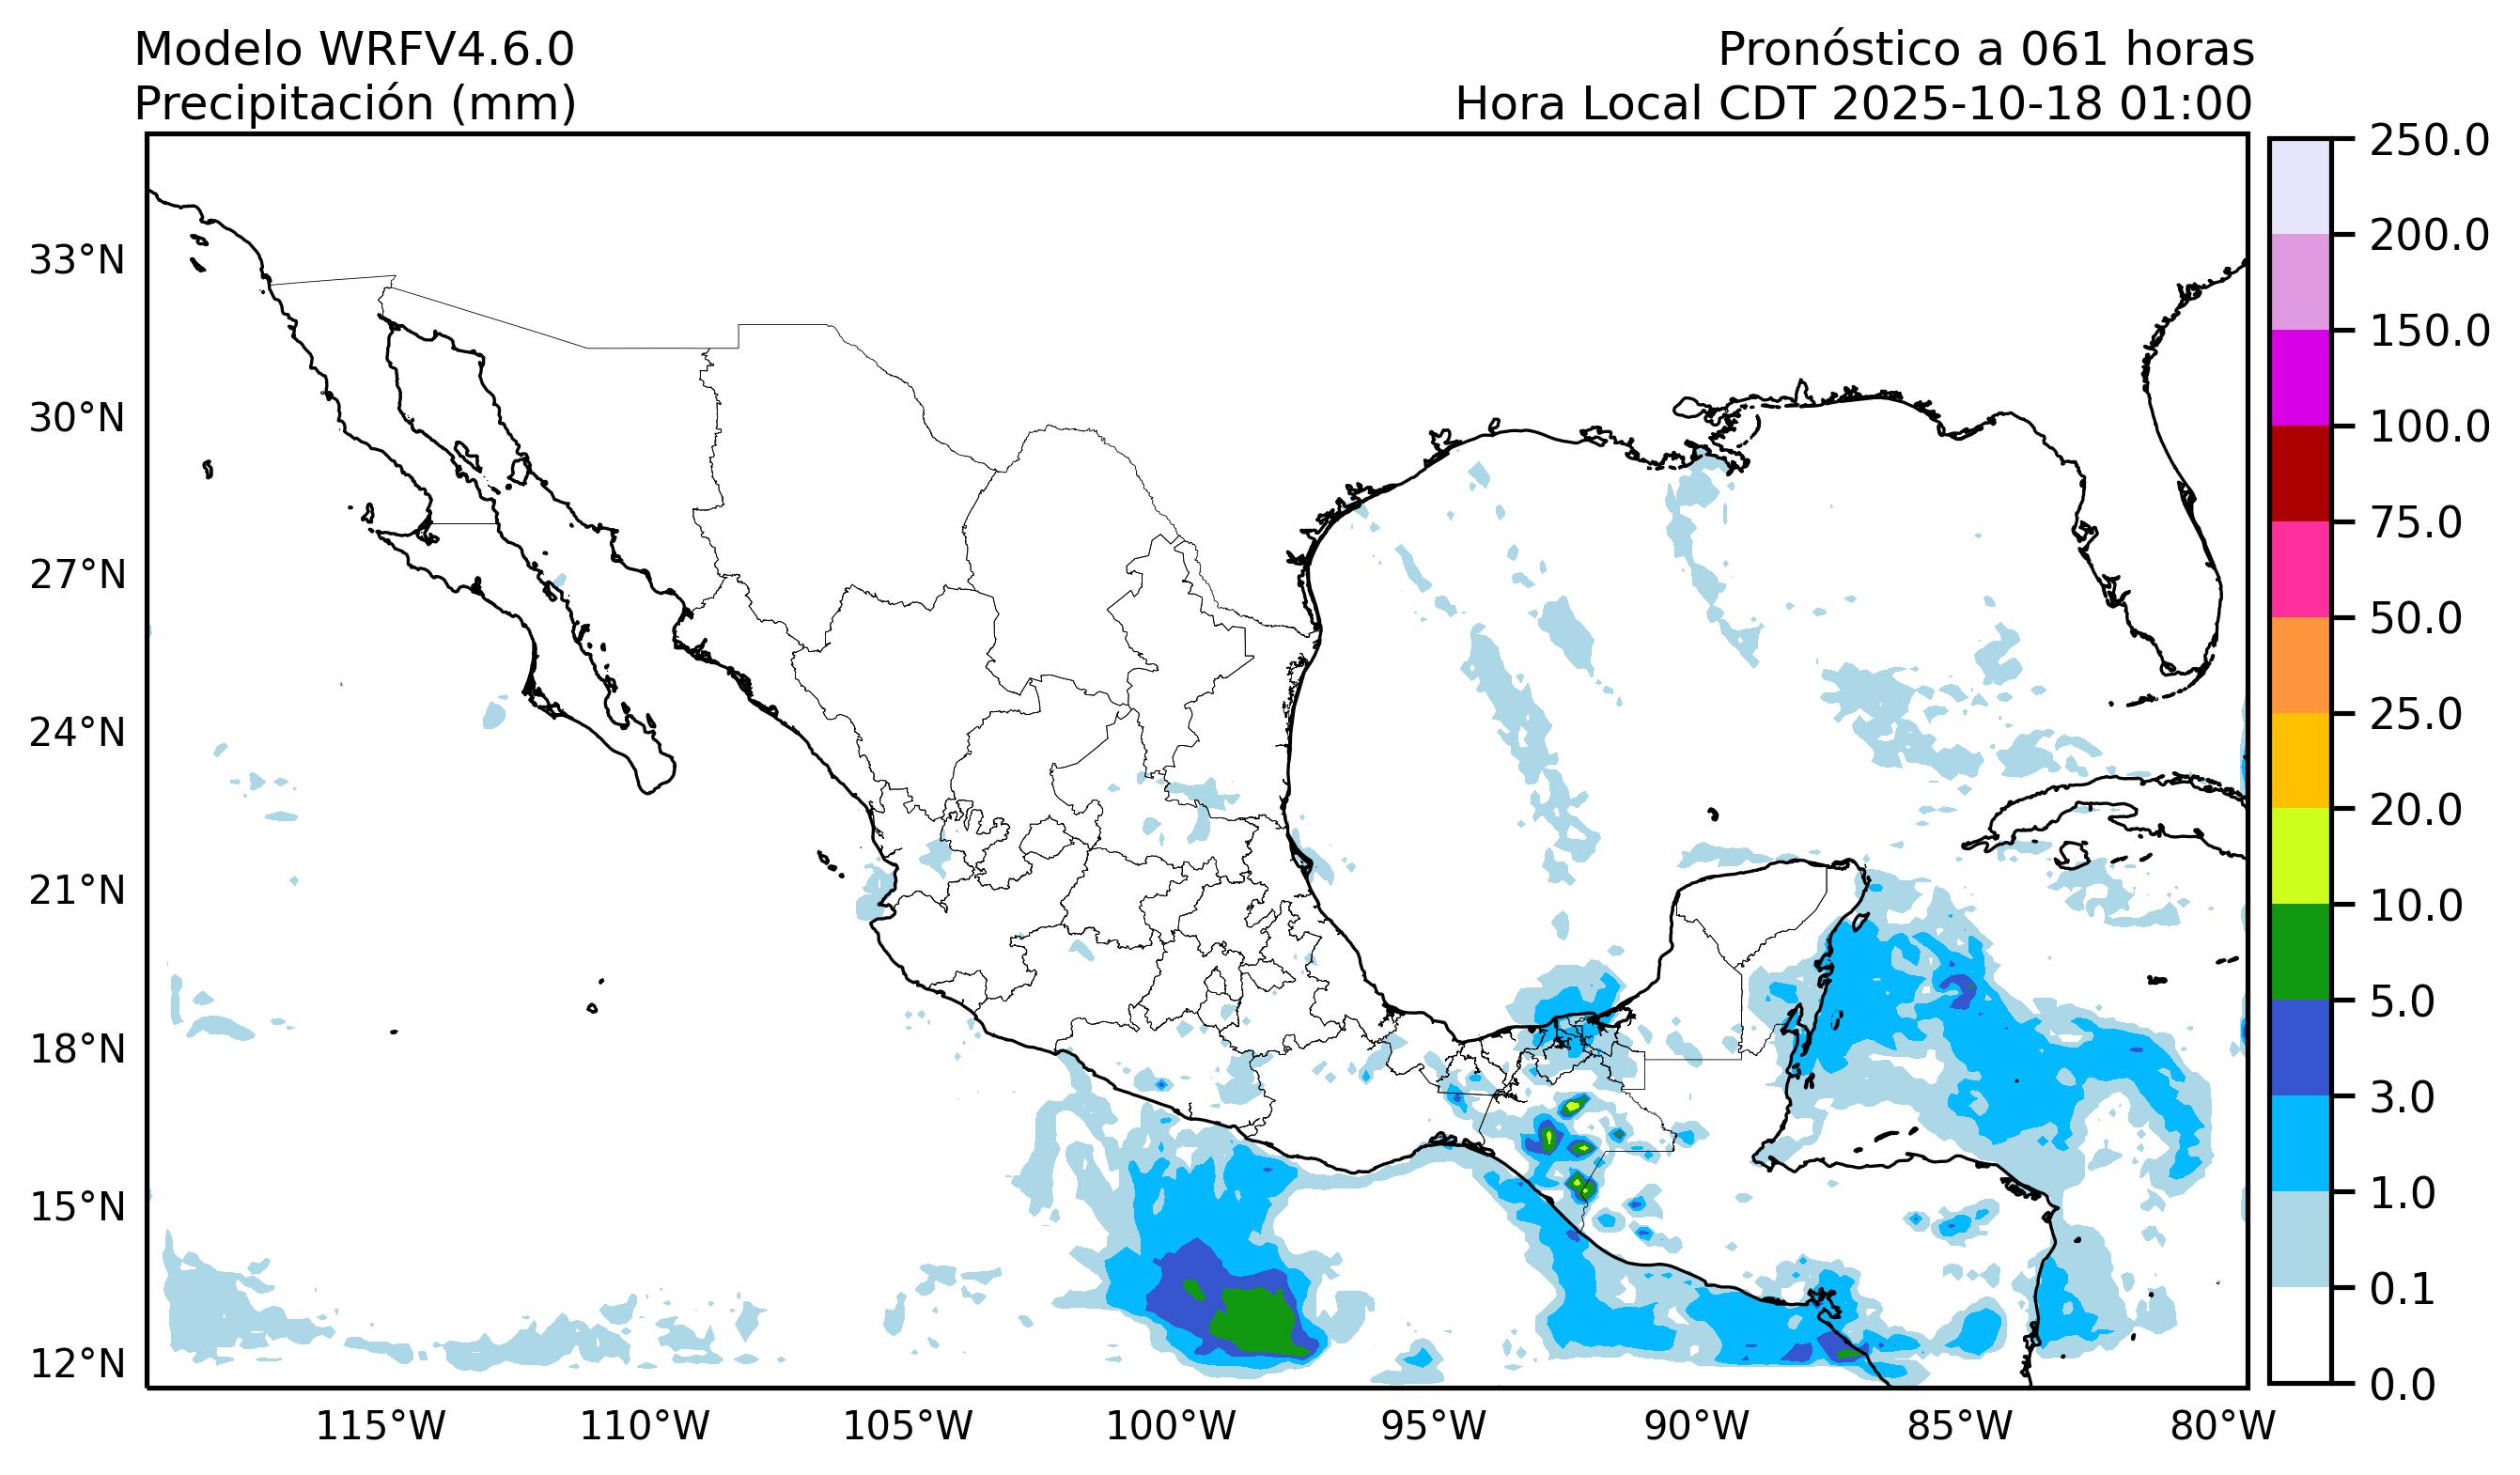 Modelo WRFV4.6.0
Precipitación (mm)
Pronóstico a 061 horas
Hora Local CDT 2025-10-18 01:00
33°N
30°N
27°N
24°N
21°N
18°N
15°N
12°N
115°W
110°W
105°W
100°W
95°W
90°W
85°W
80°W
250.0
200.0
150.0
100.0
75.0
50.0
25.0
20.0
10.0
5.0
3.0
1.0
0.1
0.0